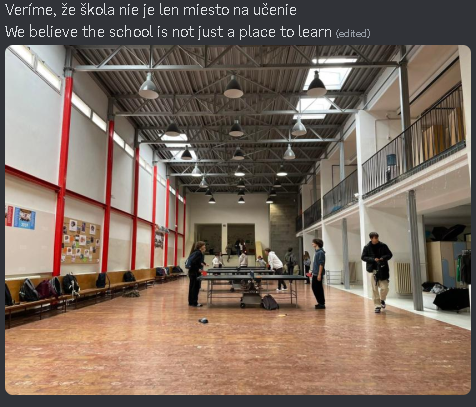 Veríme, že škola nie je len miesto na učenie
We believe the school is not just a place to learn (edited)